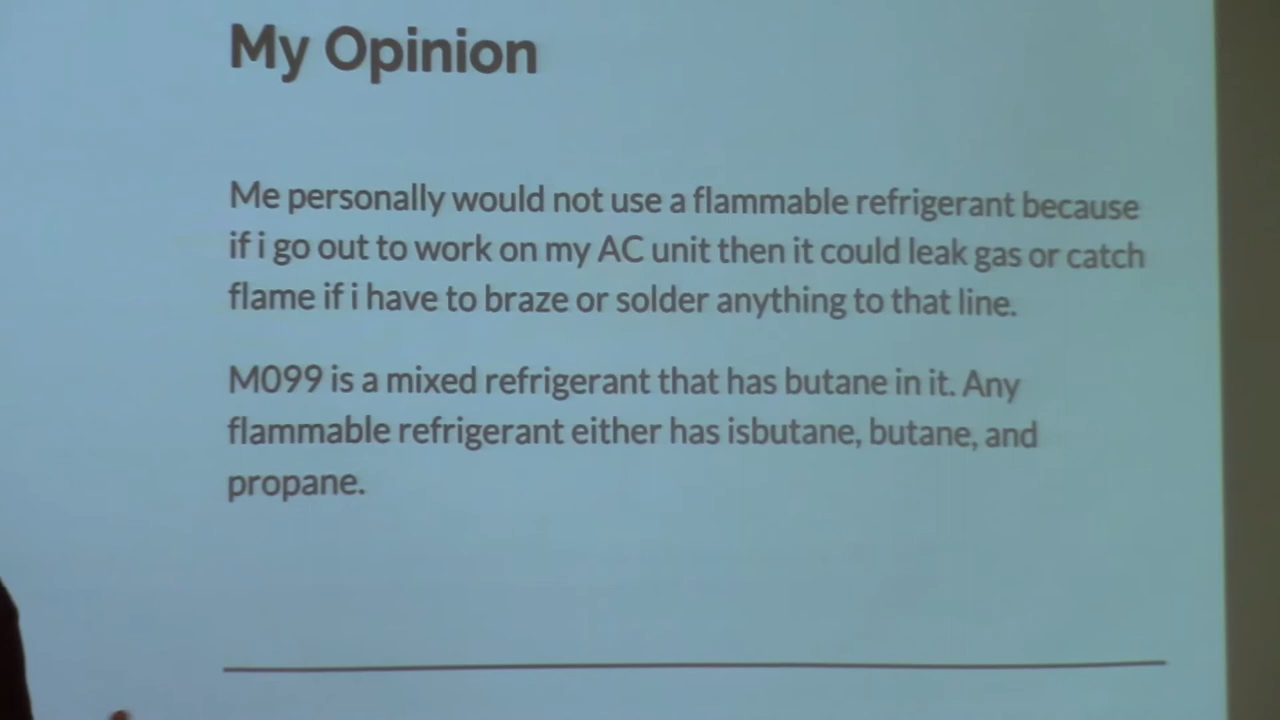 My Opinion
Me personally would not use a flammable refrigerant because
if i go out to work on my AC unit then it could leak gas or catch
flame if i have to braze or solder anything to that line.
M099 is a mixed refrigerant that has butane in it. Any
flammable refrigerant either has isbutane, butane, and
propane.